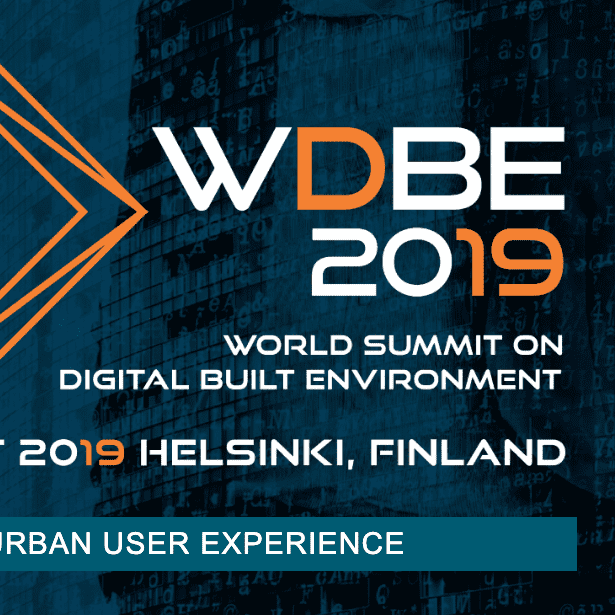 WDBE
2019
WORLD SUMMIT ON
DIGITAL BUILT ENVIRONMENT
2019 HELSINKI, FINLAND
URBAN USER EXPERIENCE